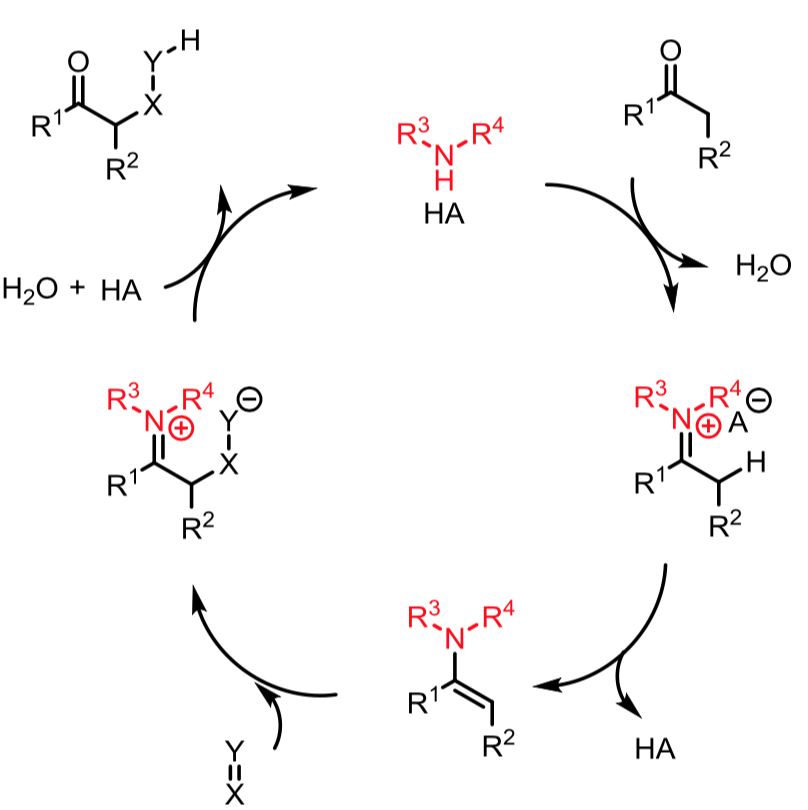 O
Y
H
X
R¹
R²
R³ R⁴
N
H
HA
O
R¹
R²
H₂O + HA
H₂O
R³ R⁴
N ⊕
Y ⊖
X
R¹
R²
R³ R⁴
N ⊕ A ⊖
H
R¹
R²
R³ R⁴
N
R¹
R²
HA
Y
X